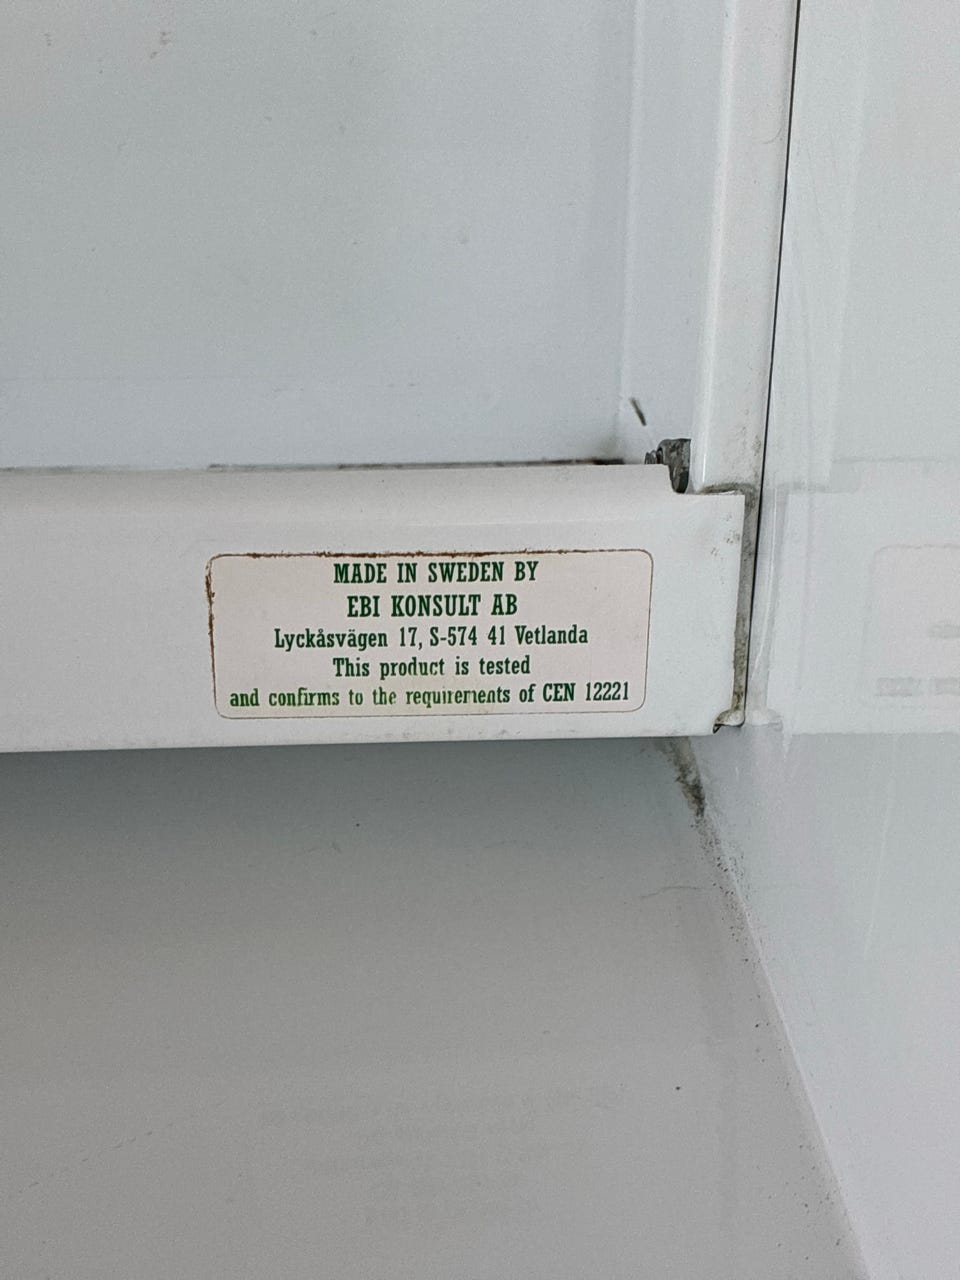 MADE IN SWEDEN BY
EBI KONSULT AB
Lyckåsvägen 17, S-574 41 Vetlanda
This product is tested
and confirms to the requirements of CEN 12221